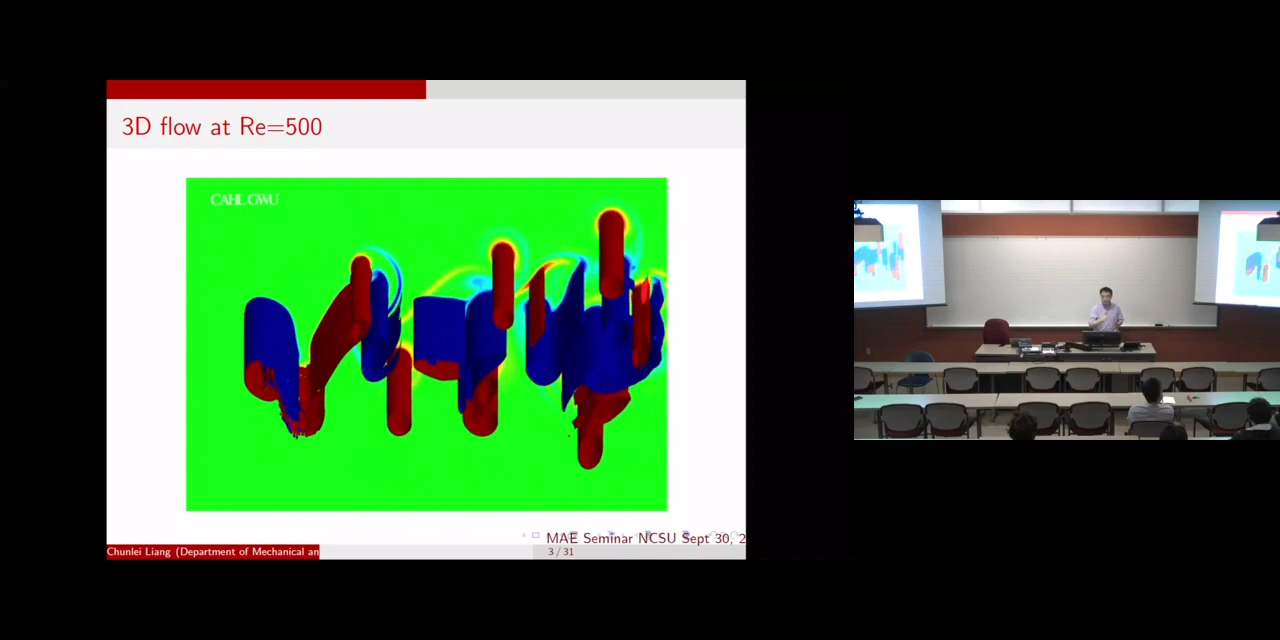 3D flow at Re=500
CAHL GWU
MAE Seminar NCSU Sept 30, 2
Chunlei Liang (Department of Mechanical an
3 / 31